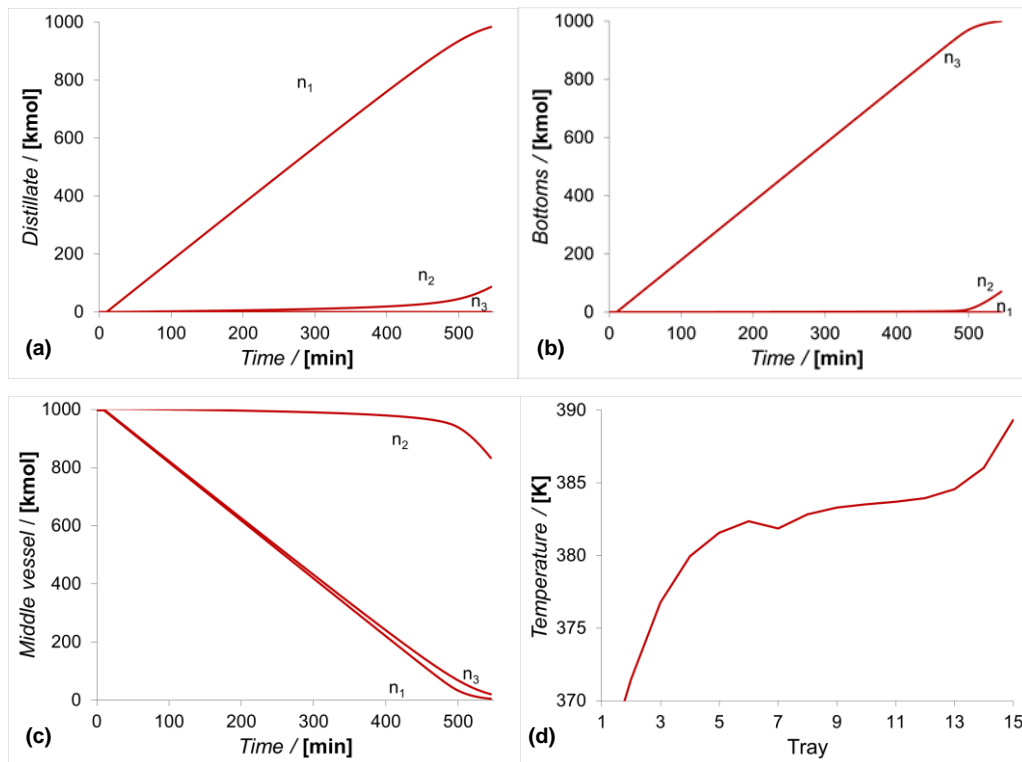 1000
800
600
400
200
0
Distillate / [kmol]
n1
n2
n3
0 100 200 300 400 500
(a)
Time / [min]
1000
800
600
400
200
0
Bottoms / [kmol]
n3
n2
n1
0 100 200 300 400 500
(b)
Time / [min]
1000
800
600
400
200
0
Middle vessel / [kmol]
n2
n3
n1
0 100 200 300 400 500
(c)
Time / [min]
390
385
380
375
370
Temperature / [K]
1 3 5 7 9 11 13 15
(d)
Tray